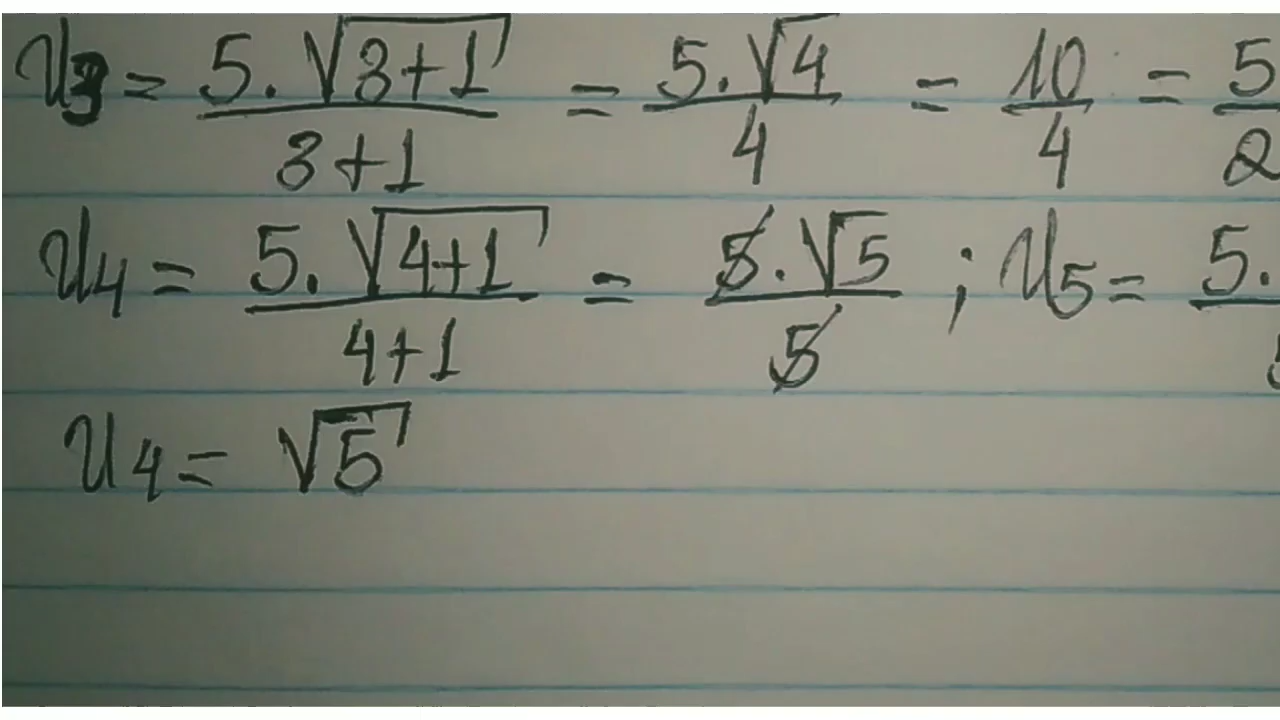 U3 = 5.√(3+1) / 3+1 = 5.√4 / 4 = 10 / 4 = 5 / 2
U4 = 5.√(4+1) / 4+1 = 5.√5 / 5 ; U5 = 5.
U4 = √5